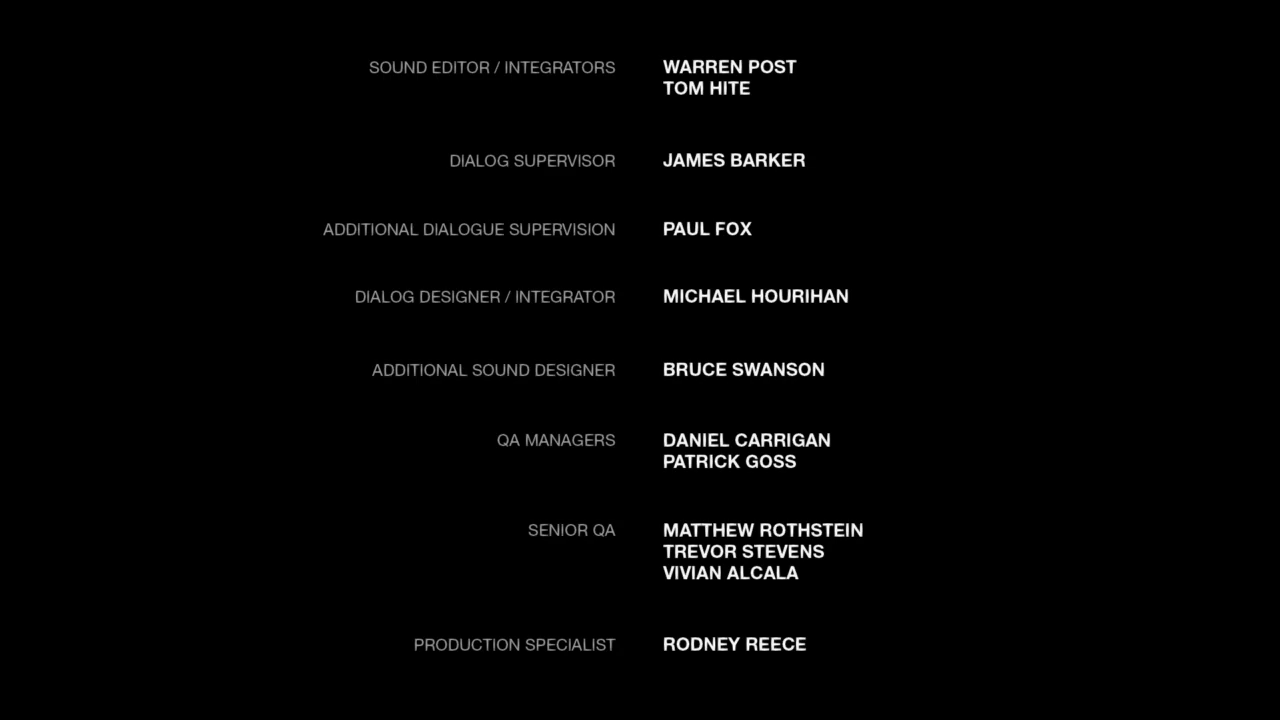 SOUND EDITOR / INTEGRATORS WARREN POST
TOM HITE
DIALOG SUPERVISOR JAMES BARKER
ADDITIONAL DIALOGUE SUPERVISION PAUL FOX
DIALOG DESIGNER / INTEGRATOR MICHAEL HOURIHAN
ADDITIONAL SOUND DESIGNER BRUCE SWANSON
QA MANAGERS DANIEL CARRIGAN
PATRICK GOSS
SENIOR QA MATTHEW ROTHSTEIN
TREVOR STEVENS
VIVIAN ALCALA
PRODUCTION SPECIALIST RODNEY REECE